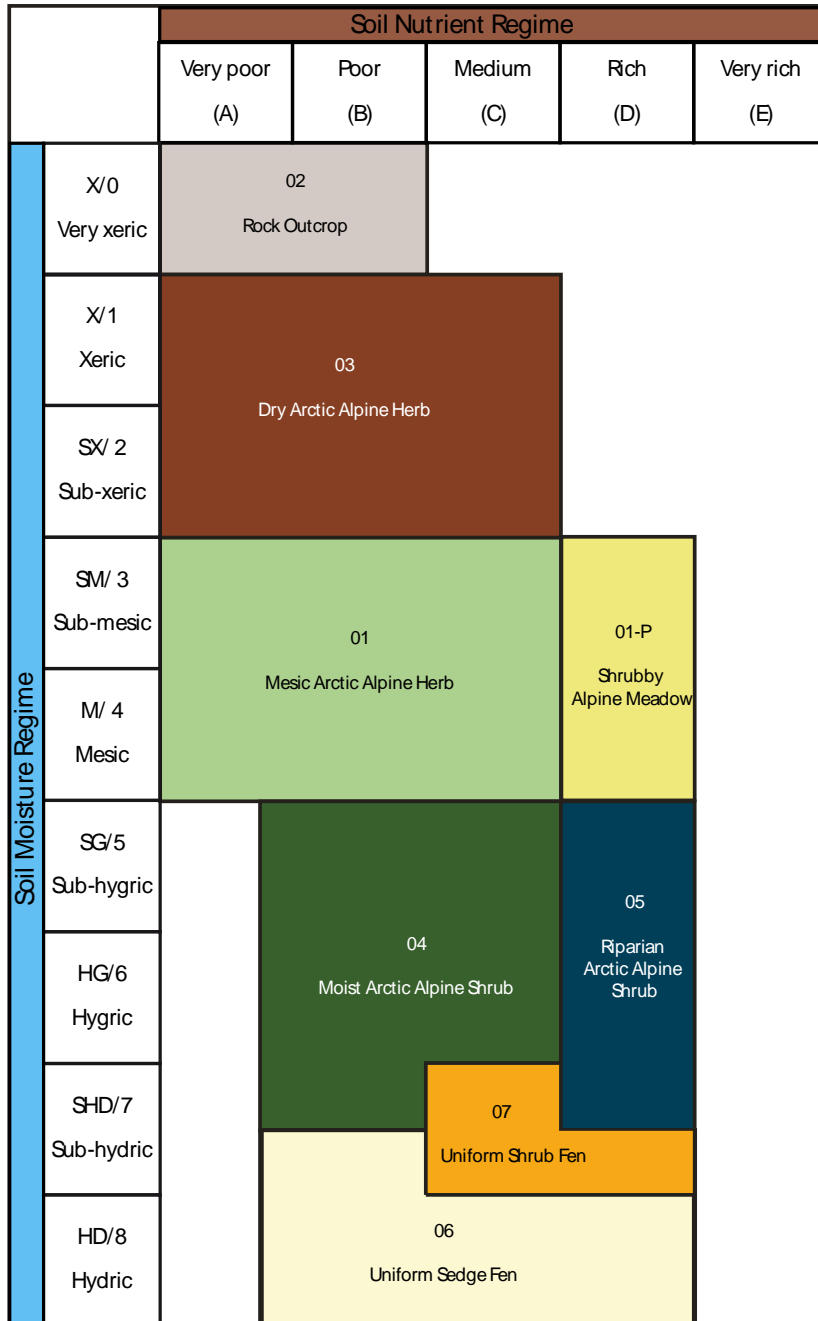 Soil Nutrient Regime
Very poor
(A)
Poor
(B)
Medium
(C)
Rich
(D)
Very rich
(E)
Soil Moisture Regime
X/0
Very xeric
02
Rock Outcrop
X/1
Xeric
03
Dry Arctic Alpine Herb
SX/ 2
Sub-xeric
SM/ 3
Sub-mesic
01
Mesic Arctic Alpine Herb
01-P
Shrubby
Alpine Meadow
M/ 4
Mesic
SG/5
Sub-hygric
04
Moist Arctic Alpine Shrub
05
Riparian
Arctic Alpine
Shrub
HG/6
Hygric
SHD/7
Sub-hydric
07
Uniform Shrub Fen
HD/8
Hydric
06
Uniform Sedge Fen